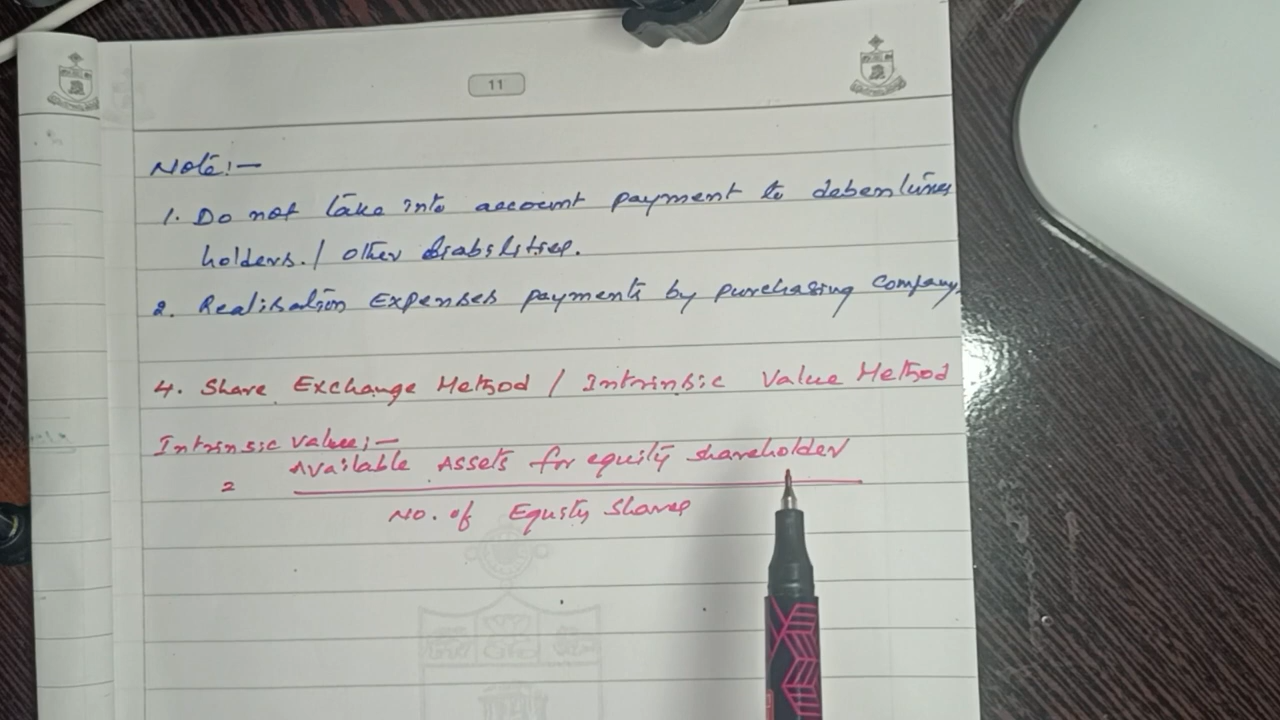 11
Note:-
1. Do not take into account payment to debentures
holders. / other liabilities.
2. Realisation Expenses payments by purchasing Company.
4. Share Exchange Method / Intrinsic Value Method
Intrinsic value:-
= Available Assets for equity shareholder
No. of Equity Shares